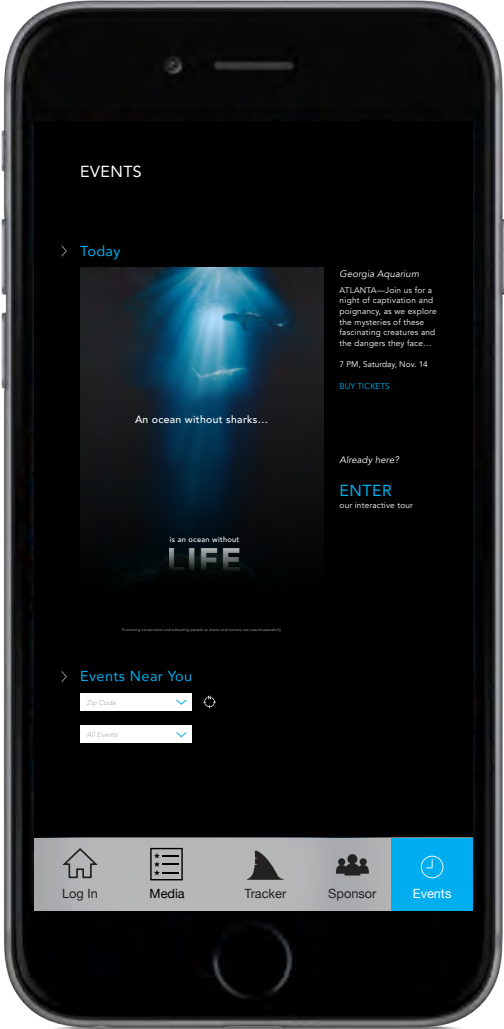 EVENTS
Today
An ocean without sharks...
is an ocean without
LIFE
Promoting conservation and educating people so sharks and humans can coexist peacefully.
Georgia Aquarium
ATLANTA—Join us for a
night of captivation and
poignancy, as we explore
the mysteries of these
fascinating creatures and
the dangers they face...
7 PM, Saturday, Nov. 14
BUY TICKETS
Already here?
ENTER
our interactive tour
Events Near You
Zip Code
All Events
Log In
Media
Tracker
Sponsor
Events